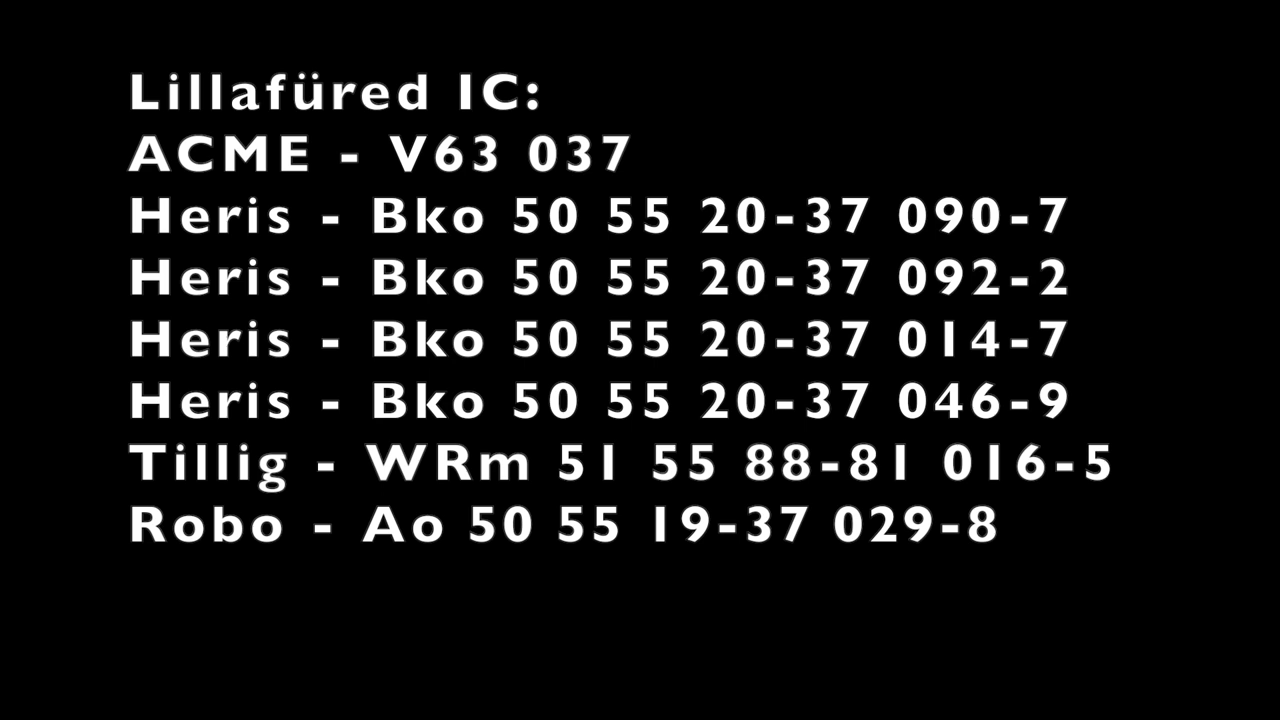 Lillafüred IC:
ACME - V63 037
Heris - Bko 50 55 20-37 090-7
Heris - Bko 50 55 20-37 092-2
Heris - Bko 50 55 20-37 014-7
Heris - Bko 50 55 20-37 046-9
Tillig - WRm 51 55 88-81 016-5
Robo - Ao 50 55 19-37 029-8